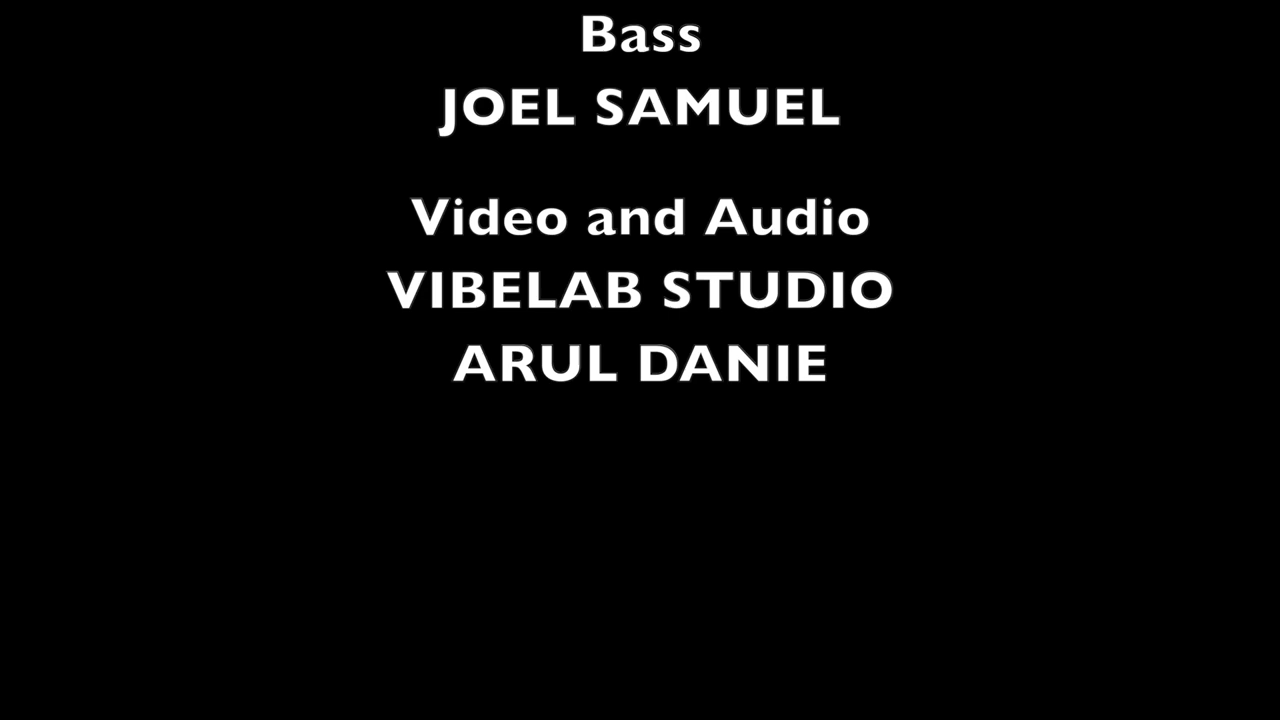 Bass
JOEL SAMUEL
Video and Audio
VIBELAB STUDIO
ARUL DANIE